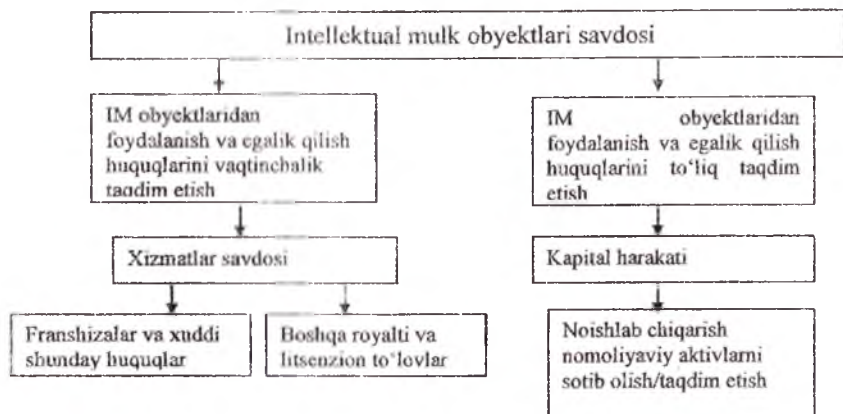 Intellektual mulk obyektlari savdosi
IM obyektlaridan
foydalanish va egalik qilish
huquqlarini vaqtinchalik
taqdim etish
IM obyektlaridan
foydalanish va egalik qilish
huquqlarini to‘liq taqdim
etish
Xizmatlar savdosi
Kapital harakati
Franshizalar va xuddi
shunday huquqlar
Boshqa royalti va
litsenzion to‘lovlar
Noishlab chiqarish
nomoliyaviy aktivlarni
sotib olish/taqdim etish